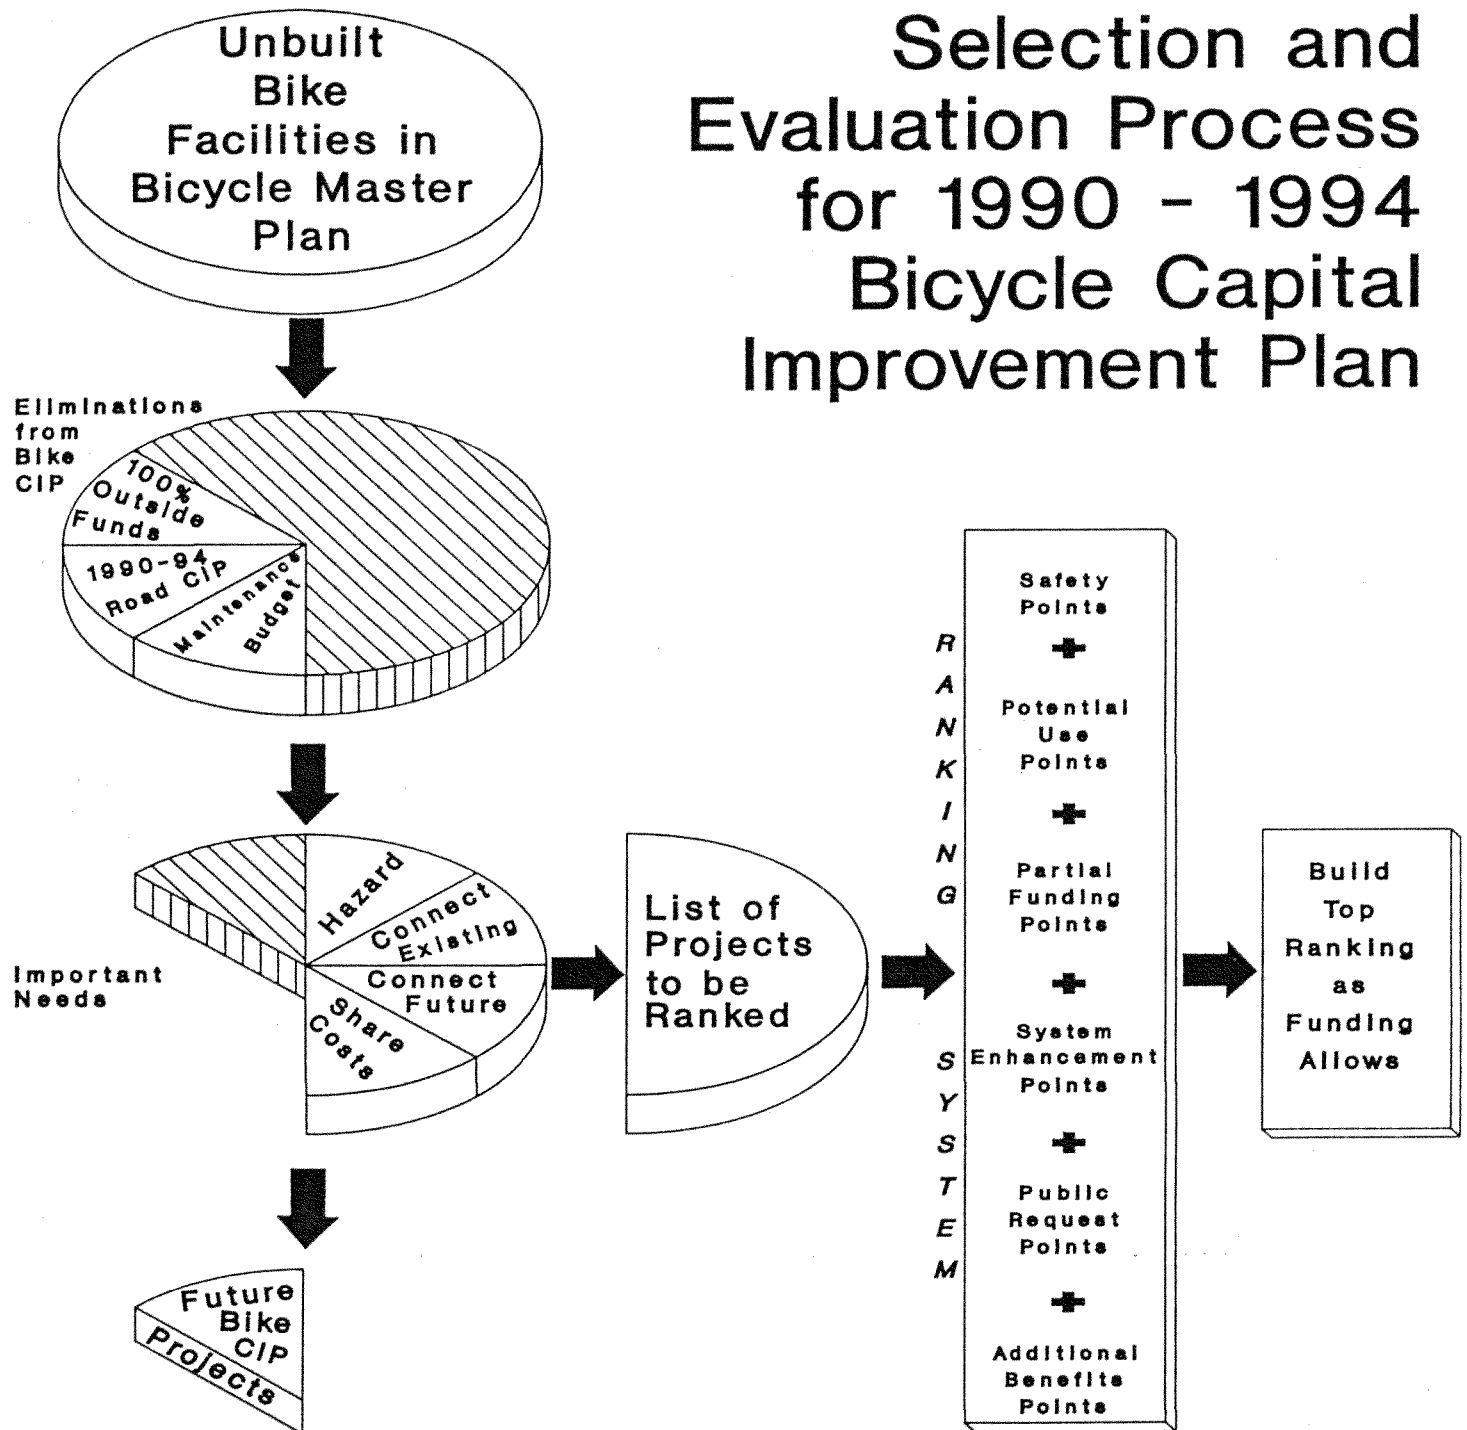 Selection and
Evaluation Process
for 1990 - 1994
Bicycle Capital
Improvement Plan
Unbuilt
Bike
Facilities in
Bicycle Master
Plan
Eliminations
from
Bike
CIP
100%
Outside
Funds
1990-94
Road CIP
Maintenance
Budget
Important
Needs
Hazard
Connect
Existing
Connect
Future
Share
Costs
Future
Bike
CIP
Projects
List of
Projects
to be
Ranked
RANKING
SYSTEM
Safety
Points
+
Potential
Use
Points
+
Partial
Funding
Points
+
System
Enhancement
Points
+
Public
Request
Points
+
Additional
Benefits
Points
Build
Top
Ranking
as
Funding
Allows